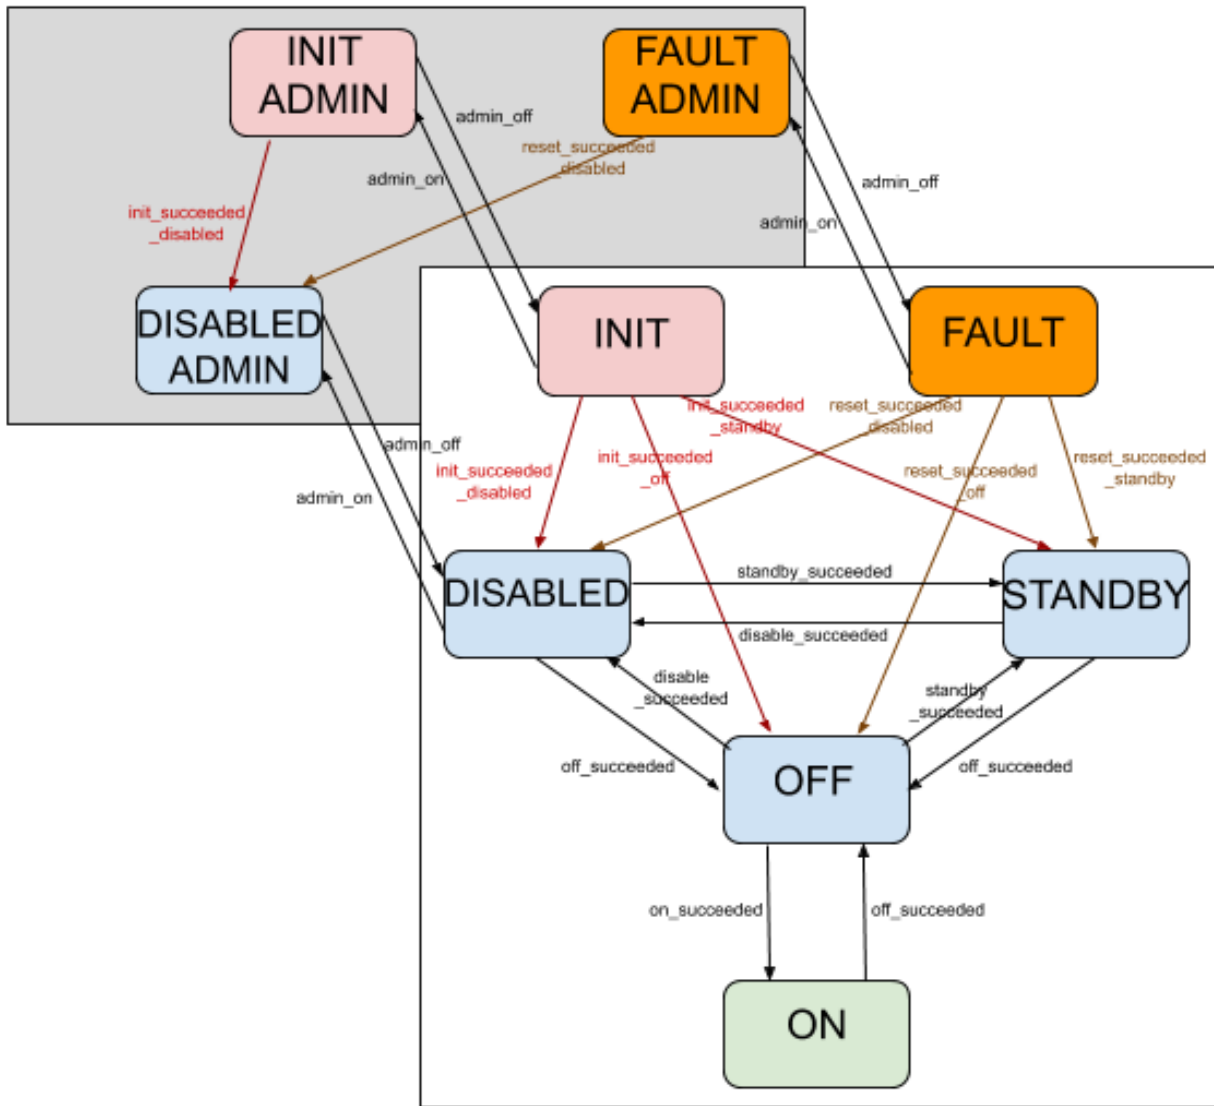 INIT
ADMIN
FAULT
ADMIN
admin_off
reset_succeeded
_disabled
admin_on
admin_off
init_succeeded
_disabled
admin_on
DISABLED
ADMIN
INIT
FAULT
init_succeeded
_standby
reset_succeeded
_disabled
admin_off
init_succeeded
_disabled
init_succeeded
_off
reset_succeeded
_off
reset_succeeded
_standby
admin_on
DISABLED
standby_succeeded
STANDBY
disable_succeeded
disable
_succeeded
standby
_succeeded
off_succeeded
OFF
off_succeeded
on_succeeded
off_succeeded
ON